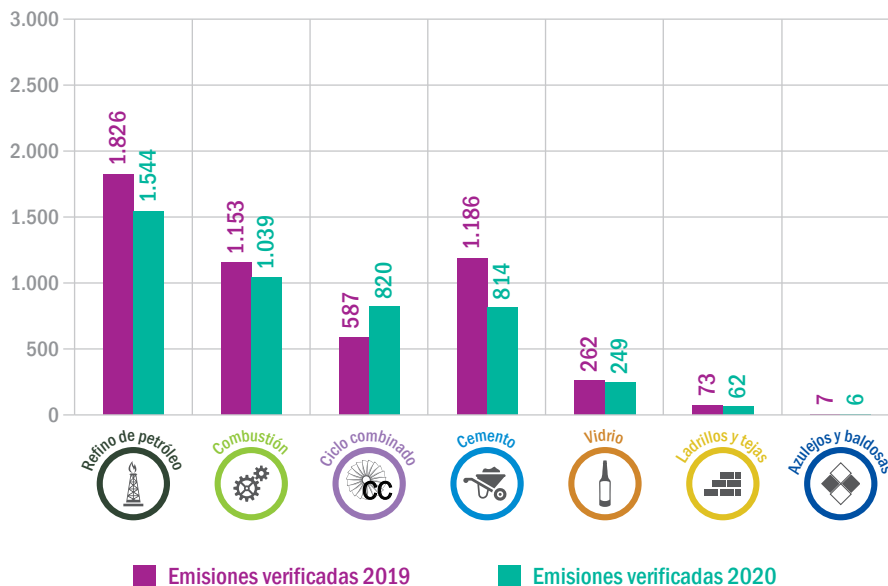 3.000
2.500
2.000
1.500
1.000
500
0
1.826
1.544
1.153
1.039
587
820
1.186
814
262
249
73
62
7
6
Refino de petróleo
Combustión
Ciclo combinado
CC
Cemento
Vidrio
Ladrillos y tejas
Azulejos y baldosas
Emisiones verificadas 2019
Emisiones verificadas 2020